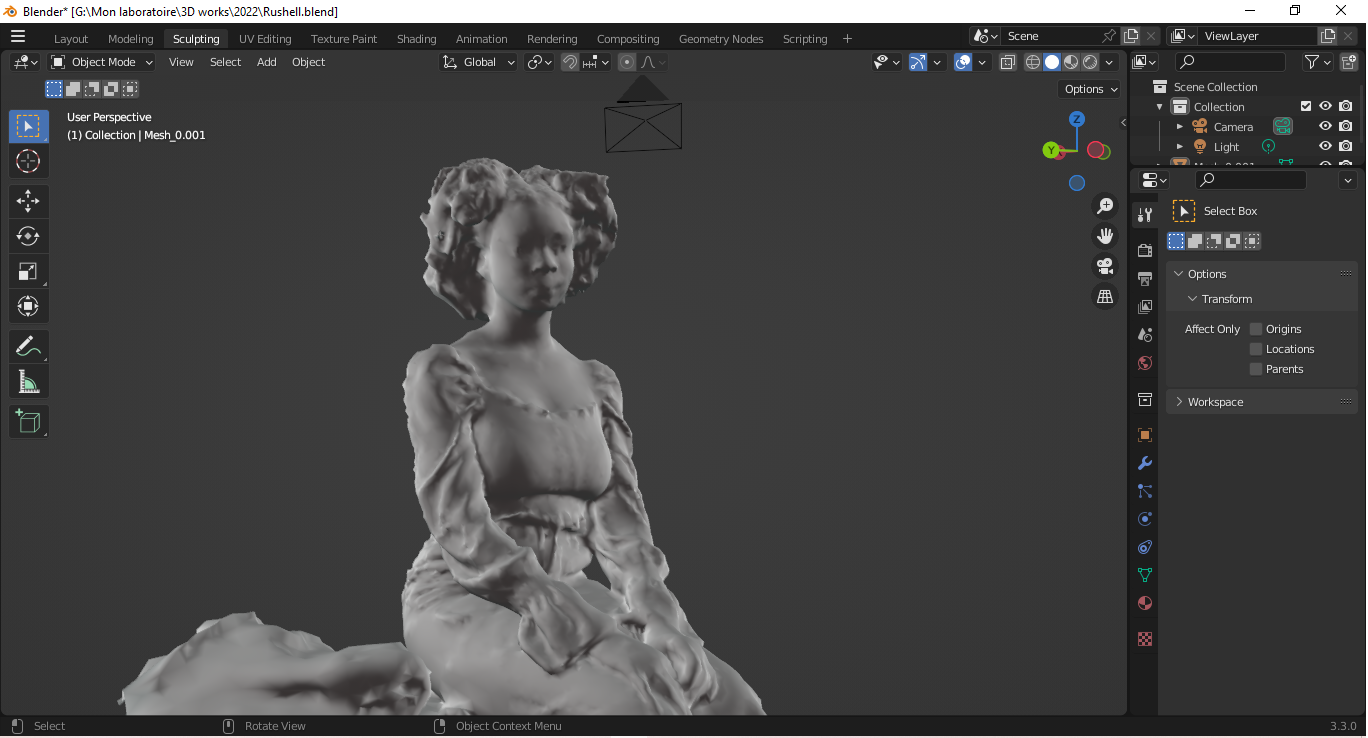 Blender* [G:\Mon laboratoire\3D works\2022\Rushell.blend]
Layout Modeling Sculpting UV Editing Texture Paint Shading Animation Rendering Compositing Geometry Nodes Scripting + Scene ViewLayer
Object Mode View Select Add Object Global
Options
User Perspective
(1) Collection | Mesh_0.001
Z
Y
Scene Collection
Collection
Camera
Light
Mesh_0.001
Select Box
Options
Transform
Affect Only Origins
Locations
Parents
Workspace
Select Rotate View Object Context Menu 3.3.0